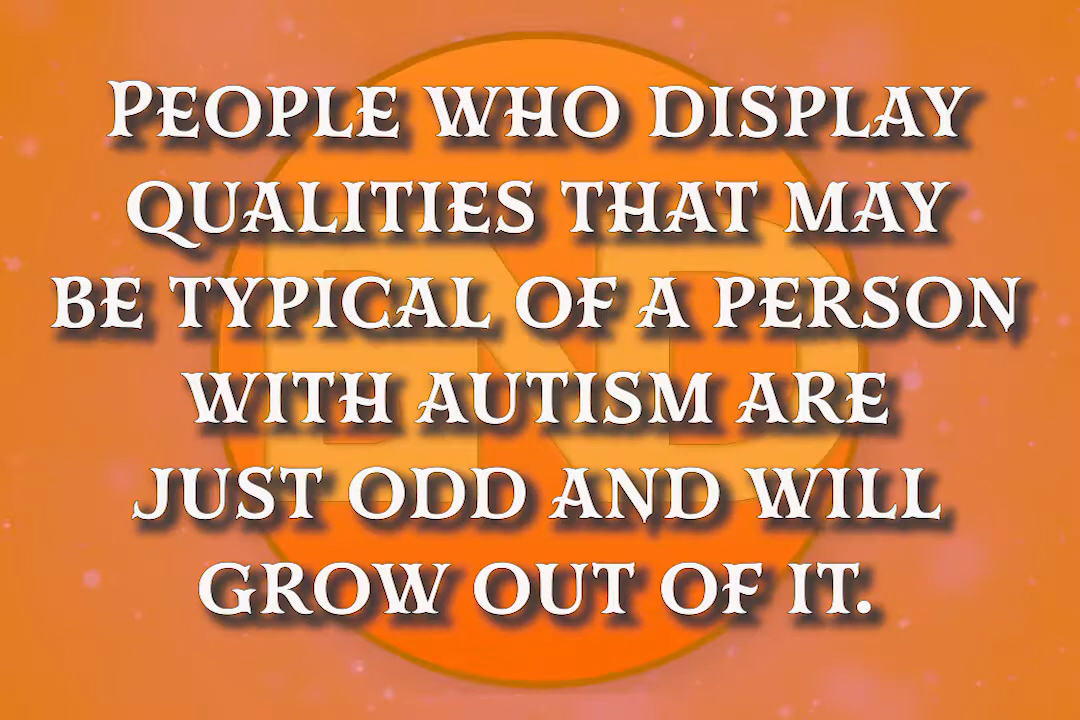 PEOPLE WHO DISPLAY
QUALITIES THAT MAY
BE TYPICAL OF A PERSON
WITH AUTISM ARE
JUST ODD AND WILL
GROW OUT OF IT.
END